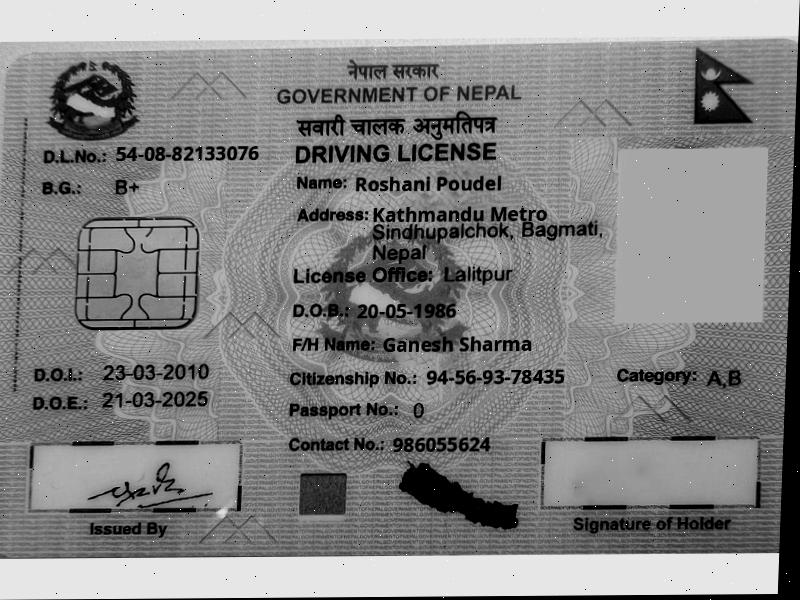 नेपाल सरकार
GOVERNMENT OF NEPAL
सवारी चालक अनुमतिपत्र
DRIVING LICENSE
D.L.No.: 54-08-82133076
B.G.: B+
Name: Roshani Poudel
Address: Kathmandu Metro
Sindhupalchok, Bagmati,
Nepal
License Office: Lalitpur
D.O.B.: 20-05-1986
F/H Name: Ganesh Sharma
D.O.I.: 23-03-2010
Citizenship No.: 94-56-93-78435
Category: A,B
D.O.E.: 21-03-2025
Passport No.: 0
Contact No.: 986055624
Issued By
Signature of Holder